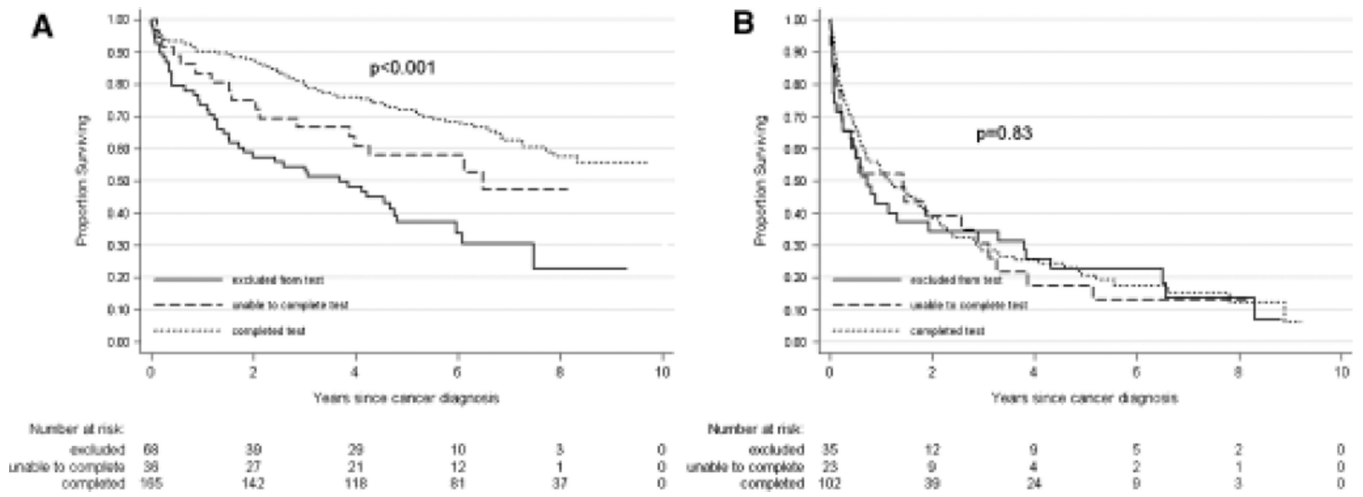 A
p<0.001
1.00
0.90
0.80
0.70
0.60
0.50
0.40
0.30
0.20
0.10
0.00
Proportion Surviving
excluded from test
unable to complete test
completed test
0 2 4 6 8 10
Years since cancer diagnosis
Number at risk:
excluded 68 39 29 10 3 0
unable to complete 36 27 21 12 1 0
completed 165 142 118 81 37 0
B
p=0.83
1.00
0.90
0.80
0.70
0.60
0.50
0.40
0.30
0.20
0.10
0.00
Proportion Surviving
excluded from test
unable to complete test
completed test
0 2 4 6 8 10
Years since cancer diagnosis
Number at risk:
excluded 35 12 9 5 2 0
unable to complete 23 9 4 2 1 0
completed 102 39 24 9 3 0